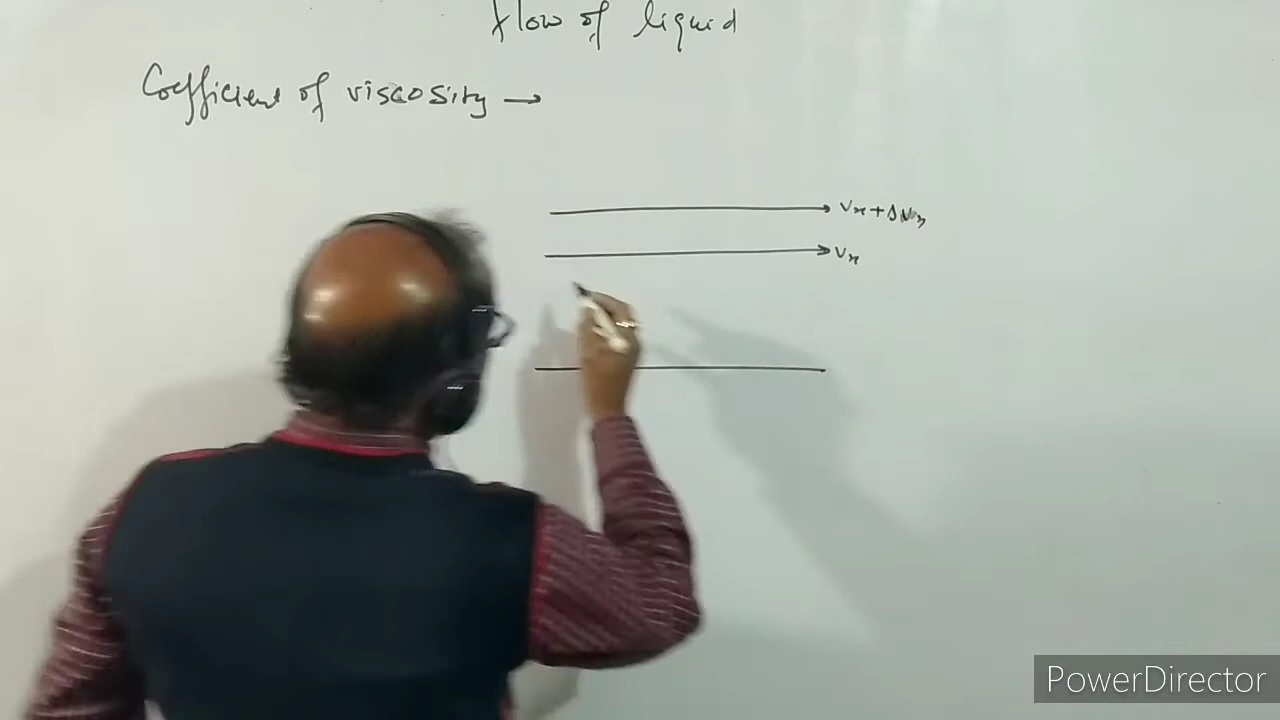 flow of liquid
Coefficient of viscosity →
Vx + ΔVx
Vx
PowerDirector